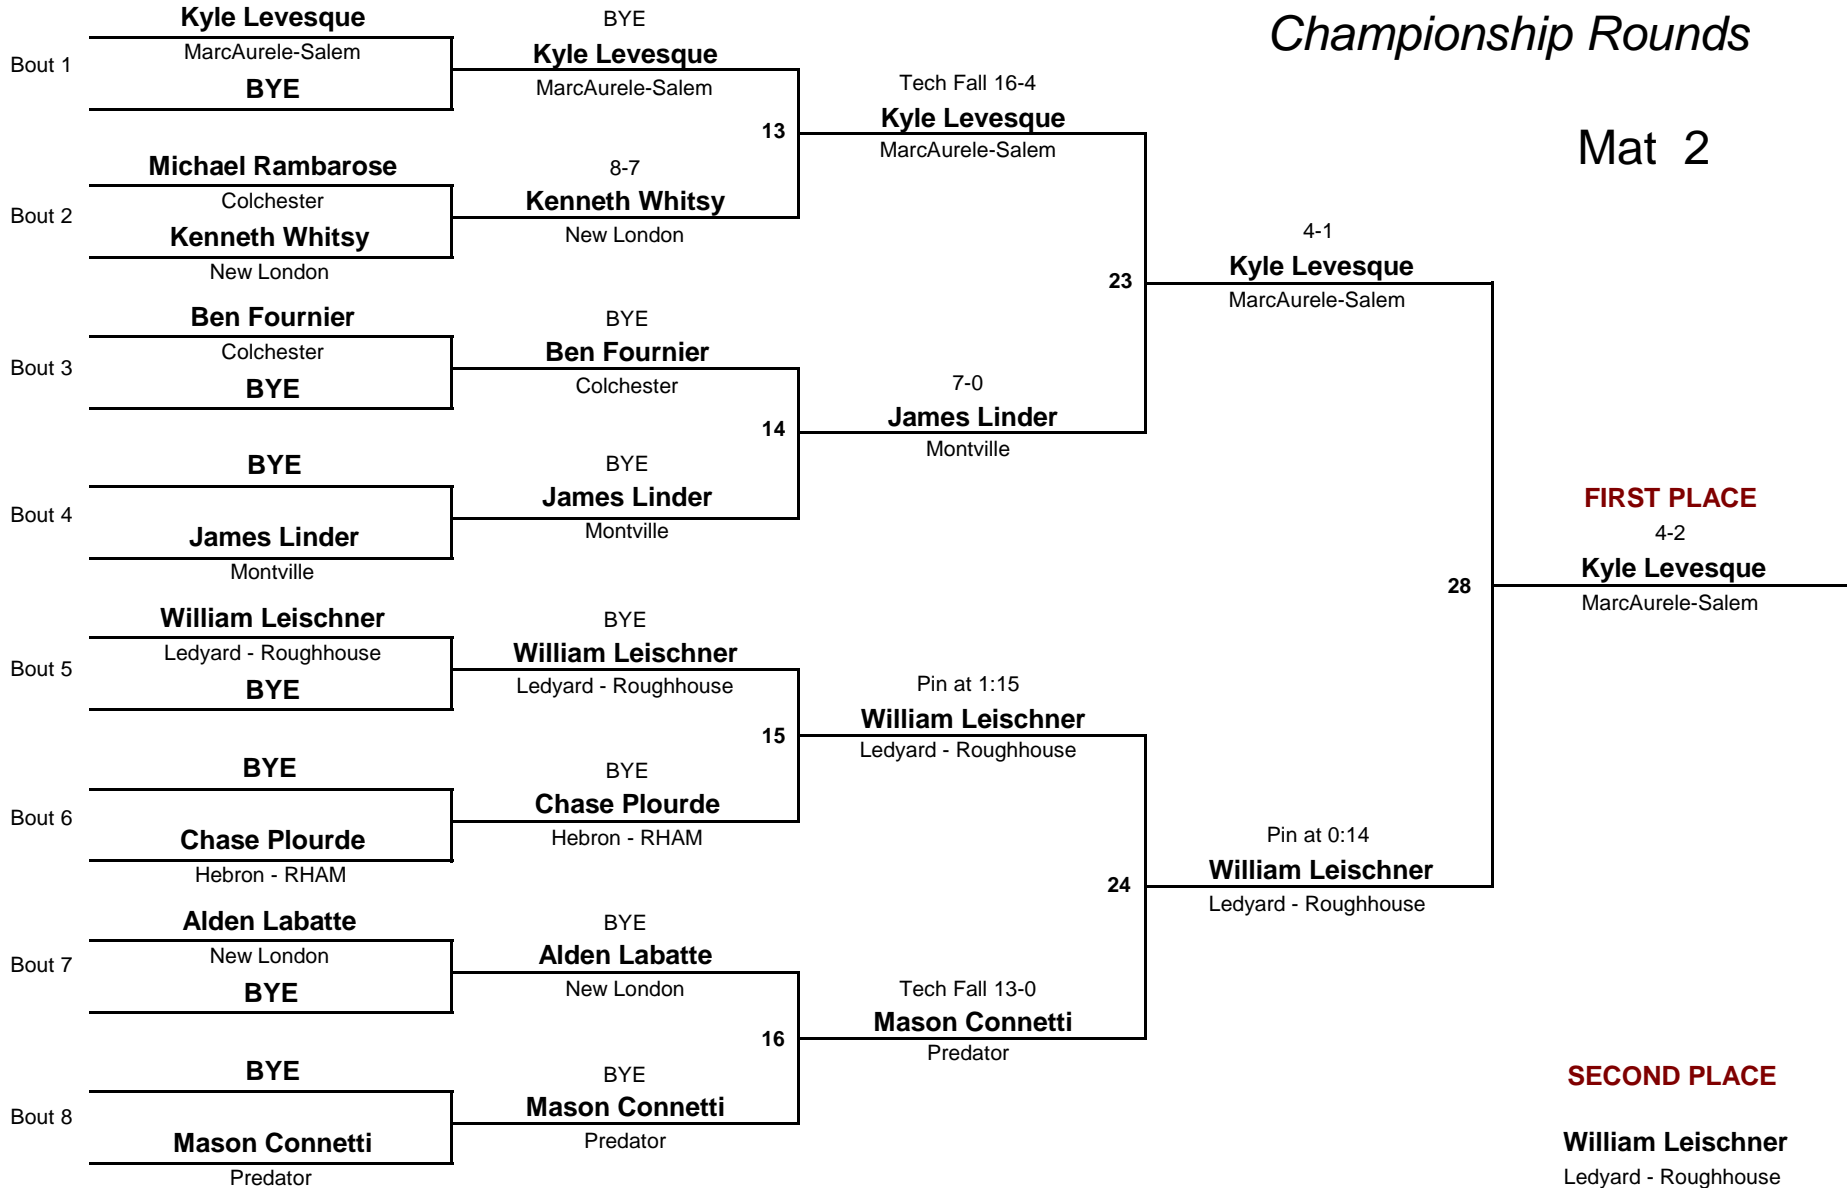 Championship Rounds
Mat 2
Bout 1
Kyle Levesque
MarcAurele-Salem
BYE
Bout 2
Michael Rambarose
Colchester
Kenneth Whitsy
New London
Bout 3
Ben Fournier
Colchester
BYE
Bout 4
BYE
James Linder
Montville
Bout 5
William Leischner
Ledyard - Roughhouse
BYE
Bout 6
BYE
Chase Plourde
Hebron - RHAM
Bout 7
Alden Labatte
New London
BYE
Bout 8
BYE
Mason Connetti
Predator
BYE
Kyle Levesque
MarcAurele-Salem
13
8-7
Kenneth Whitsy
New London
BYE
Ben Fournier
Colchester
14
BYE
James Linder
Montville
BYE
William Leischner
Ledyard - Roughhouse
15
BYE
Chase Plourde
Hebron - RHAM
BYE
Alden Labatte
New London
16
BYE
Mason Connetti
Predator
Tech Fall 16-4
Kyle Levesque
MarcAurele-Salem
23
7-0
James Linder
Montville
Pin at 1:15
William Leischner
Ledyard - Roughhouse
24
Tech Fall 13-0
Mason Connetti
Predator
4-1
Kyle Levesque
MarcAurele-Salem
28
Pin at 0:14
William Leischner
Ledyard - Roughhouse
FIRST PLACE
4-2
Kyle Levesque
MarcAurele-Salem
SECOND PLACE
William Leischner
Ledyard - Roughhouse